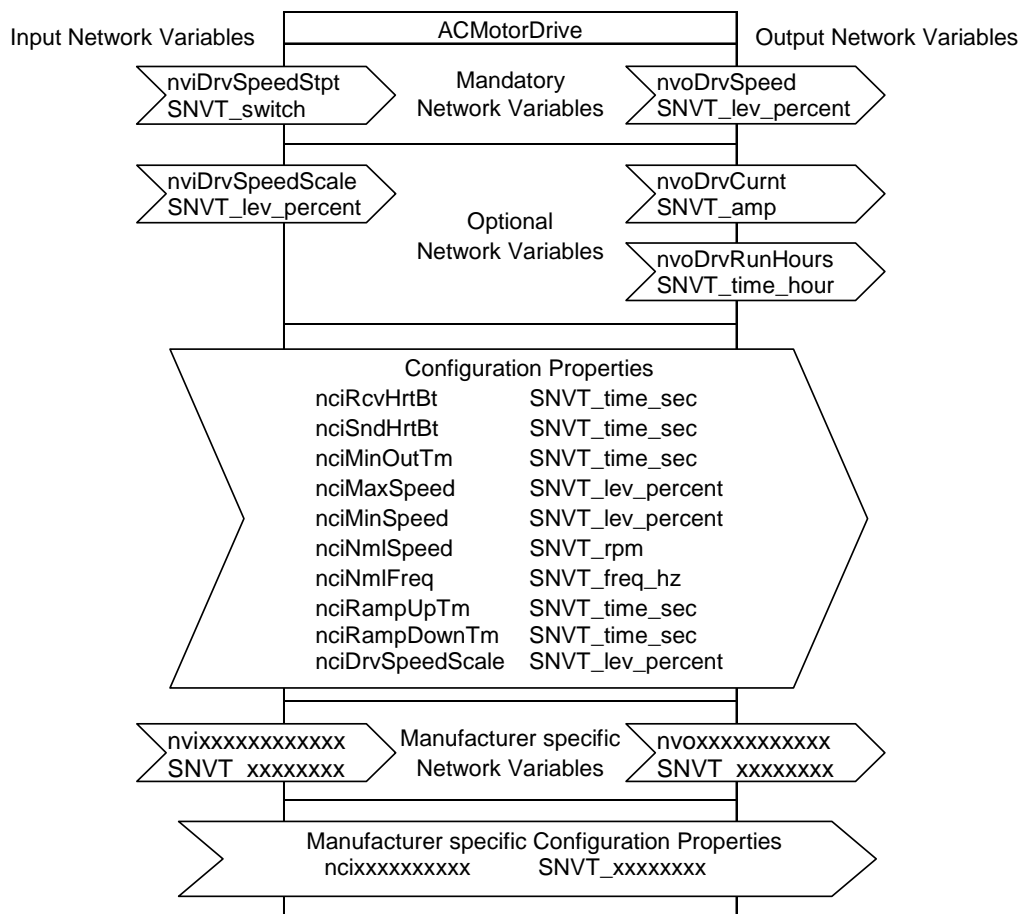 ACMotorDrive
Input Network Variables
Output Network Variables
nviDrvSpeedStpt
SNVT_switch
Mandatory
Network Variables
nvoDrvSpeed
SNVT_lev_percent
nviDrvSpeedScale
SNVT_lev_percent
Optional
Network Variables
nvoDrvCurnt
SNVT_amp
nvoDrvRunHours
SNVT_time_hour
Configuration Properties
nciRcvHrtBt SNVT_time_sec
nciSndHrtBt SNVT_time_sec
nciMinOutTm SNVT_time_sec
nciMaxSpeed SNVT_lev_percent
nciMinSpeed SNVT_lev_percent
nciNmlSpeed SNVT_rpm
nciNmlFreq SNVT_freq_hz
nciRampUpTm SNVT_time_sec
nciRampDownTm SNVT_time_sec
nciDrvSpeedScale SNVT_lev_percent
nvixxxxxxxxxxxx
SNVT_xxxxxxxx
Manufacturer specific
Network Variables
nvoxxxxxxxxxxx
SNVT_xxxxxxxx
Manufacturer specific Configuration Properties
ncixxxxxxxxxx SNVT_xxxxxxxx